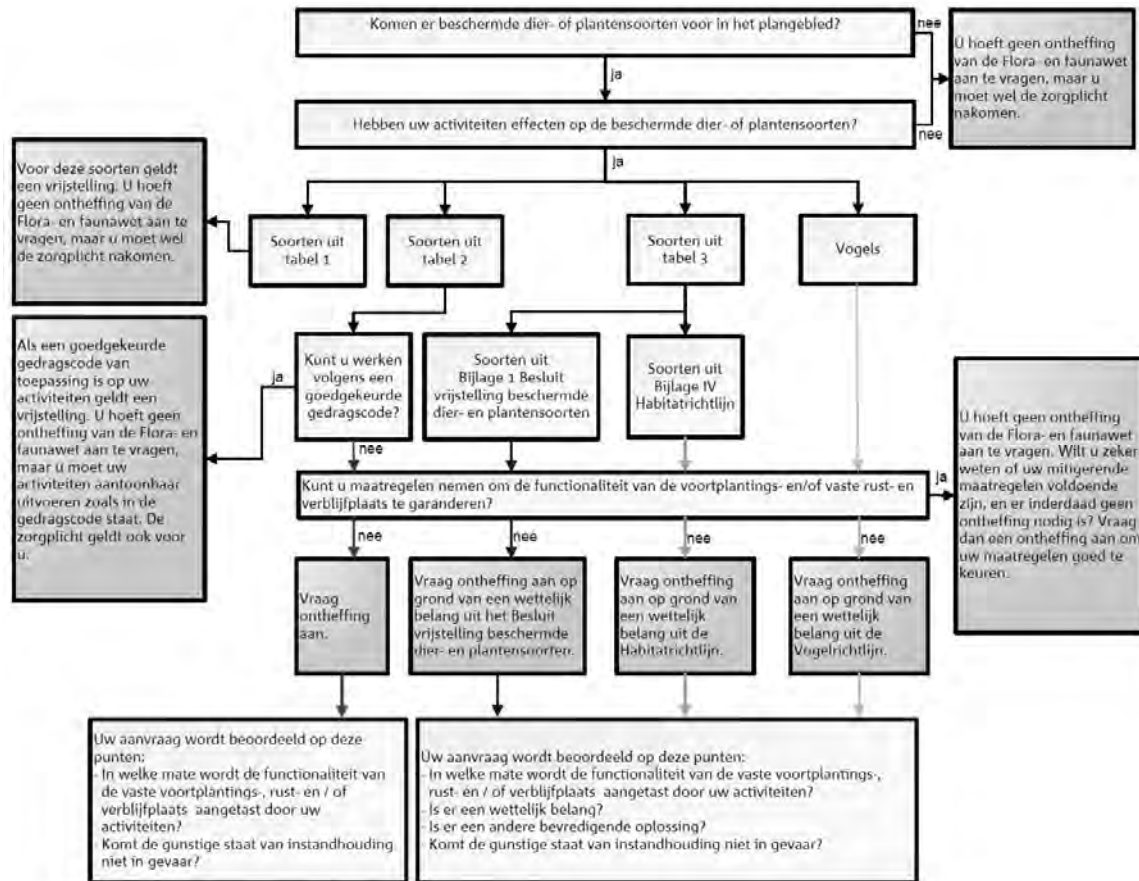 Komen er beschermde dier- of plantensoorten voor in het plangebied?
nee
U hoeft geen ontheffing
van de Flora- en faunawet
aan te vragen, maar u
moet wel de zorgplicht
nakomen.
ja
Hebben uw activiteiten effecten op de beschermde dier- of plantensoorten?
nee
ja
Voor deze soorten geldt
een vrijstelling. U hoeft
geen ontheffing van de
Flora- en faunawet aan te
vragen, maar u moet wel
de zorgplicht nakomen.
Soorten uit
tabel 1
Soorten uit
tabel 2
Soorten uit
tabel 3
Vogels
Als een goedgekeurde
gedragscode van
toepassing is op uw
activiteiten geldt een
vrijstelling. U hoeft geen
ontheffing van de Flora- en
faunawet aan te vragen,
maar u moet uw
activiteiten aantoonbaar
uitvoeren zoals in de
gedragscode staat. De
zorgplicht geldt ook voor
u.
ja
Kunt u werken
volgens een
goedgekeurde
gedragscode?
Soorten uit
Bijlage 1 Besluit
vrijstelling beschermde
dier- en plantensoorten
Soorten uit
Bijlage IV
Habitatrichtlijn
nee
Kunt u maatregelen nemen om de functionaliteit van de voortplantings- en/of vaste rust- en
verblijfplaats te garanderen?
ja
U hoeft geen ontheffing
van de Flora- en faunawet
aan te vragen. Wilt u zeker
weten of uw mitigerende
maatregelen voldoende
zijn, en er inderdaad geen
ontheffing nodig is? Vraag
dan een ontheffing aan om
uw maatregelen goed te
keuren.
nee
nee
nee
nee
Vraag
ontheffing
aan.
Vraag ontheffing aan op
grond van een wettelijk
belang uit het Besluit
vrijstelling beschermde
dier- en plantensoorten.
Vraag ontheffing
aan op grond van
een wettelijk
belang uit de
Habitatrichtlijn.
Vraag ontheffing
aan op grond van
een wettelijk
belang uit de
Vogelrichtlijn.
Uw aanvraag wordt beoordeeld op deze
punten:
- In welke mate wordt de functionaliteit van
de vaste voortplantings-, rust- en / of
verblijfplaats aangetast door uw
activiteiten?
- Komt de gunstige staat van instandhouding
niet in gevaar?
Uw aanvraag wordt beoordeeld op deze punten:
- In welke mate wordt de functionaliteit van de vaste voortplantings-,
rust- en / of verblijfplaats aangetast door uw activiteiten?
- Is er een wettelijk belang?
- Is er een andere bevredigende oplossing?
- Komt de gunstige staat van instandhouding niet in gevaar?